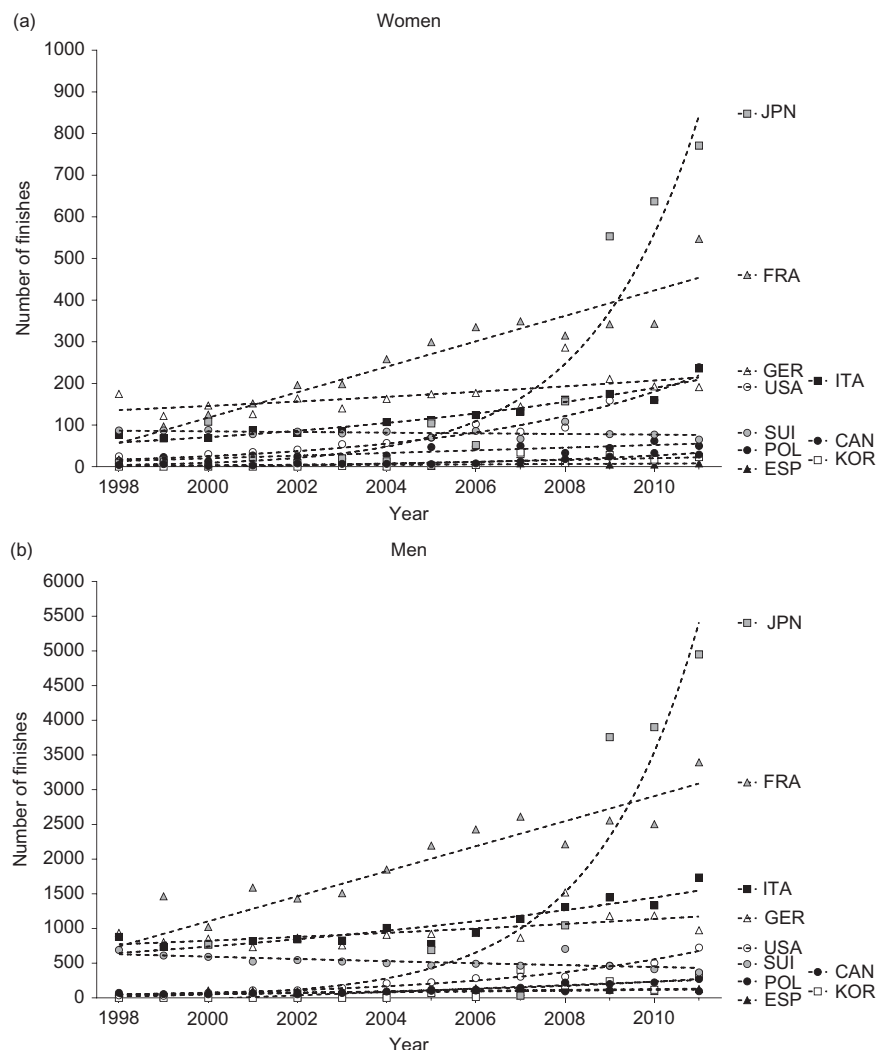 (a)
Women
1000
900
800
700
600
500
400
300
200
100
0
Number of finishes
1998 2000 2002 2004 2006 2008 2010
Year
JPN
FRA
GER
ITA
USA
SUI
CAN
POL
KOR
ESP
(b)
Men
6000
5500
5000
4500
4000
3500
3000
2500
2000
1500
1000
500
0
Number of finishes
1998 2000 2002 2004 2006 2008 2010
Year
JPN
FRA
ITA
GER
USA
SUI
CAN
POL
KOR
ESP